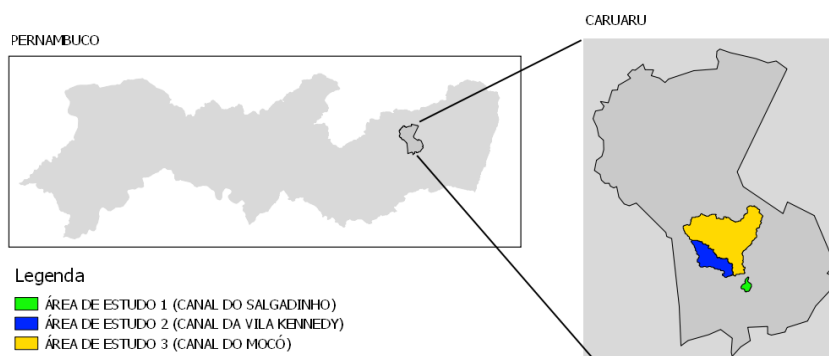 CARUARU
PERNAMBUCO
Legenda
ÁREA DE ESTUDO 1 (CANAL DO SALGADINHO)
ÁREA DE ESTUDO 2 (CANAL DA VILA KENNEDY)
ÁREA DE ESTUDO 3 (CANAL DO MOCÓ)